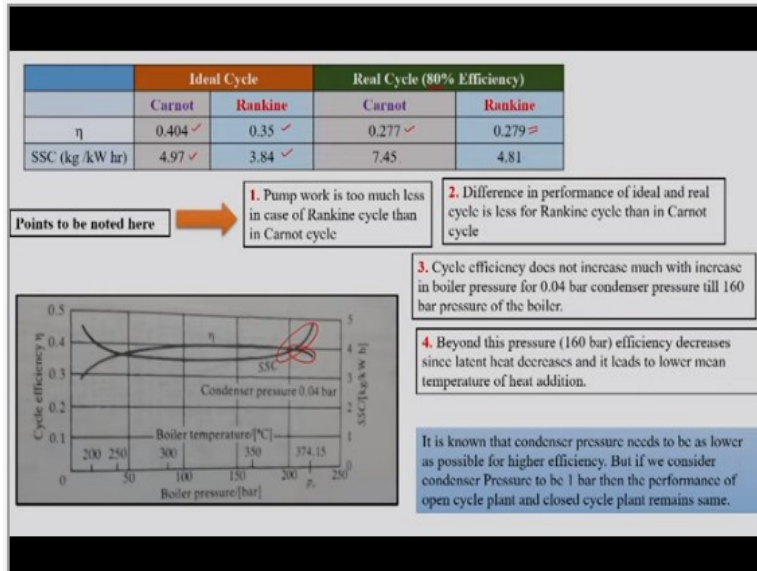 Ideal Cycle Real Cycle (80% Efficiency)
Carnot Rankine Carnot Rankine
η 0.404 0.35 0.277 0.279
SSC (kg /kW hr) 4.97 3.84 7.45 4.81
Points to be noted here
1. Pump work is too much less
in case of Rankine cycle than
in Carnot cycle
2. Difference in performance of ideal and real
cycle is less for Rankine cycle than in Carnot
cycle
3. Cycle efficiency does not increase much with increase
in boiler pressure for 0.04 bar condenser pressure till 160
bar pressure of the boiler.
4. Beyond this pressure (160 bar) efficiency decreases
since latent heat decreases and it leads to lower mean
temperature of heat addition.
It is known that condenser pressure needs to be as lower
as possible for higher efficiency. But if we consider
condenser Pressure to be 1 bar then the performance of
open cycle plant and closed cycle plant remains same.
Cycle efficiency η
0.5
0.4
0.3
0.2
0.1
0
η
SSC
Condenser pressure 0.04 bar
Boiler temperature/[°C]
200 250 300 350 374.15
50 100 150 200 250
Boiler pressure/[bar]
5
4
3
2
1
0
SSC/[kg/kW h]